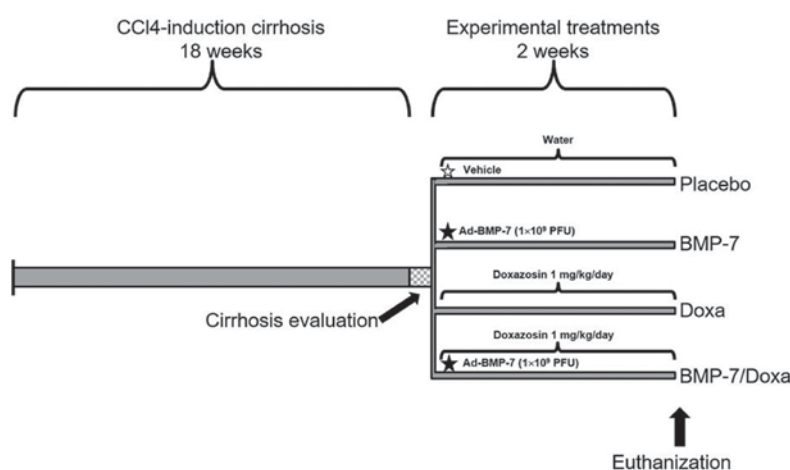 CCl4-induction cirrhosis
18 weeks
Experimental treatments
2 weeks
Water
Vehicle
Placebo
Ad-BMP-7 (1×10⁹ PFU)
BMP-7
Cirrhosis evaluation
Doxazosin 1 mg/kg/day
Doxa
Doxazosin 1 mg/kg/day
Ad-BMP-7 (1×10⁹ PFU)
BMP-7/Doxa
Euthanization